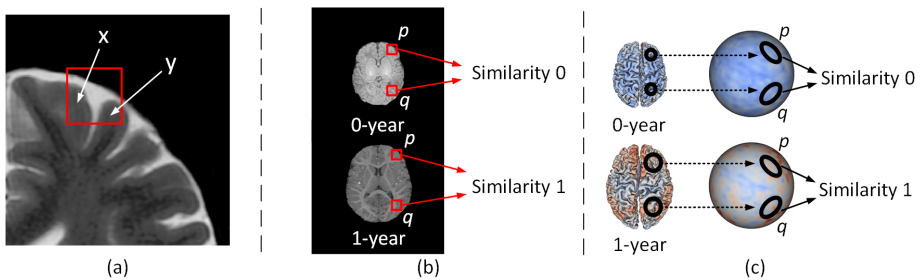 x
y
(a)
p
Similarity 0
q
0-year
p
Similarity 1
q
1-year
(b)
p
Similarity 0
q
0-year
p
Similarity 1
q
1-year
(c)